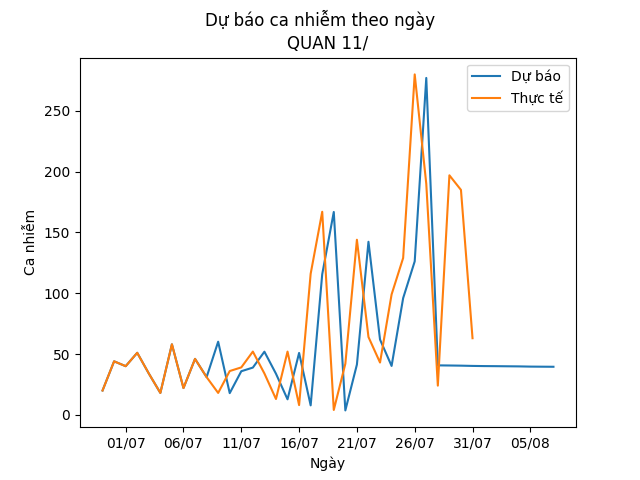 Dự báo ca nhiễm theo ngày
QUAN 11/
Dự báo
Thực tế
Ca nhiễm
250
200
150
100
50
0
01/07 06/07 11/07 16/07 21/07 26/07 31/07 05/08
Ngày